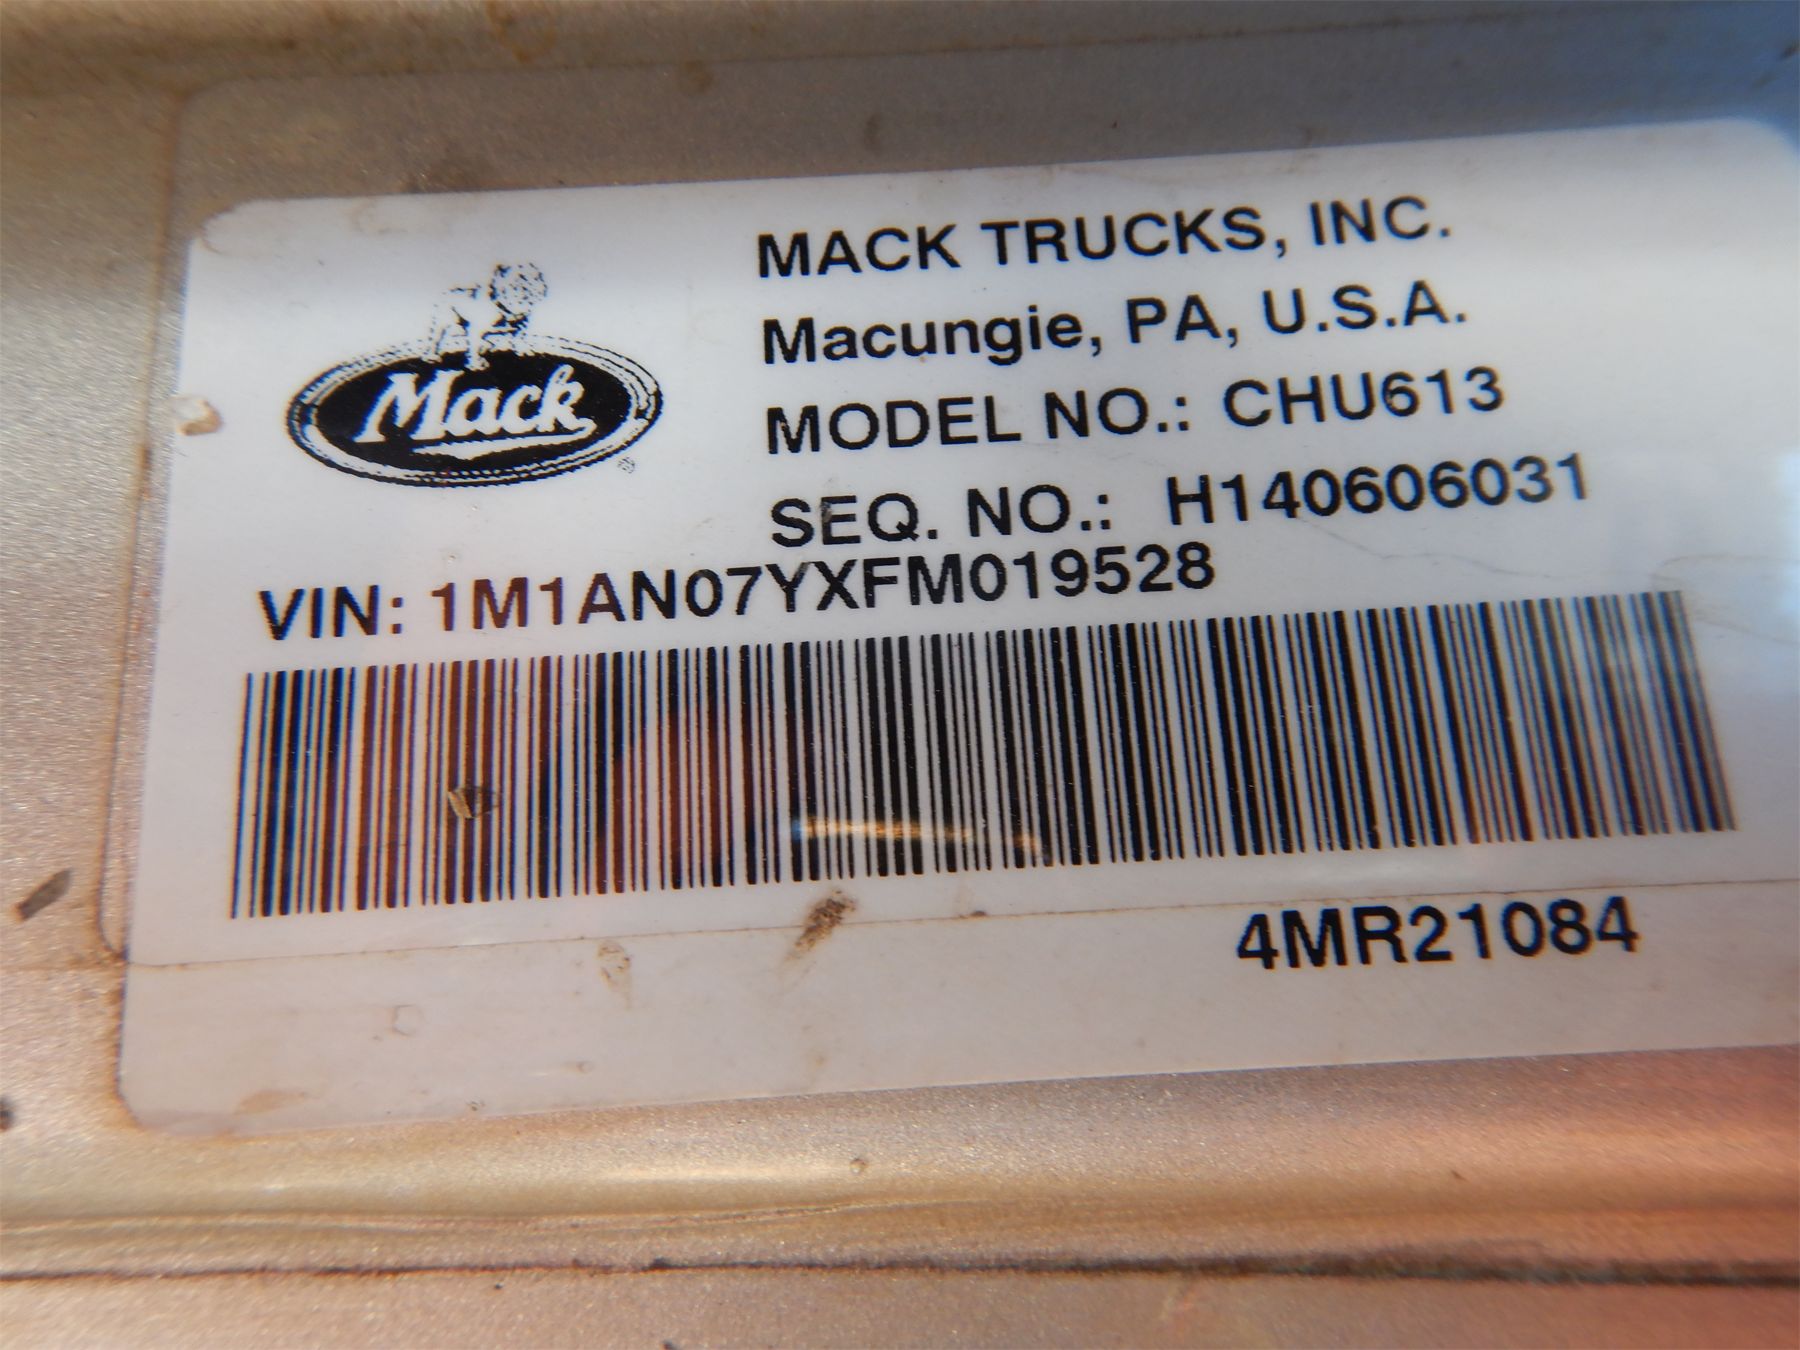 MACK TRUCKS, INC.
Macungie, PA, U.S.A.
Mack
®
MODEL NO.: CHU613
SEQ. NO.: H140606031
VIN: 1M1AN07YXFM019528
4MR21084